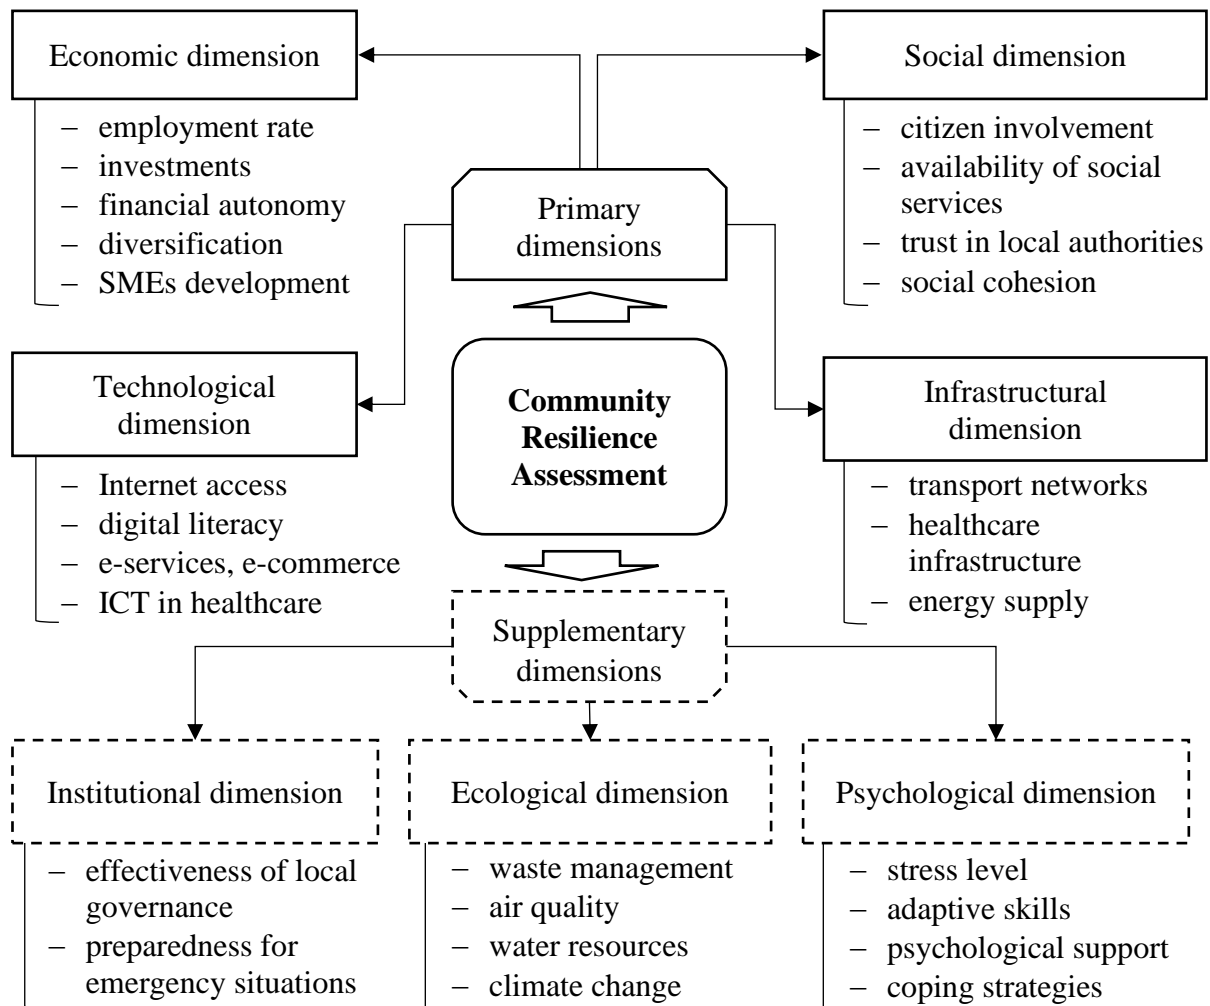 Economic dimension
– employment rate
– investments
– financial autonomy
– diversification
– SMEs development
Social dimension
– citizen involvement
– availability of social
services
– trust in local authorities
– social cohesion
Primary
dimensions
Technological
dimension
– Internet access
– digital literacy
– e-services, e-commerce
– ICT in healthcare
Community
Resilience
Assessment
Infrastructural
dimension
– transport networks
– healthcare
infrastructure
– energy supply
Supplementary
dimensions
Institutional dimension
– effectiveness of local
governance
– preparedness for
emergency situations
Ecological dimension
– waste management
– air quality
– water resources
– climate change
Psychological dimension
– stress level
– adaptive skills
– psychological support
– coping strategies